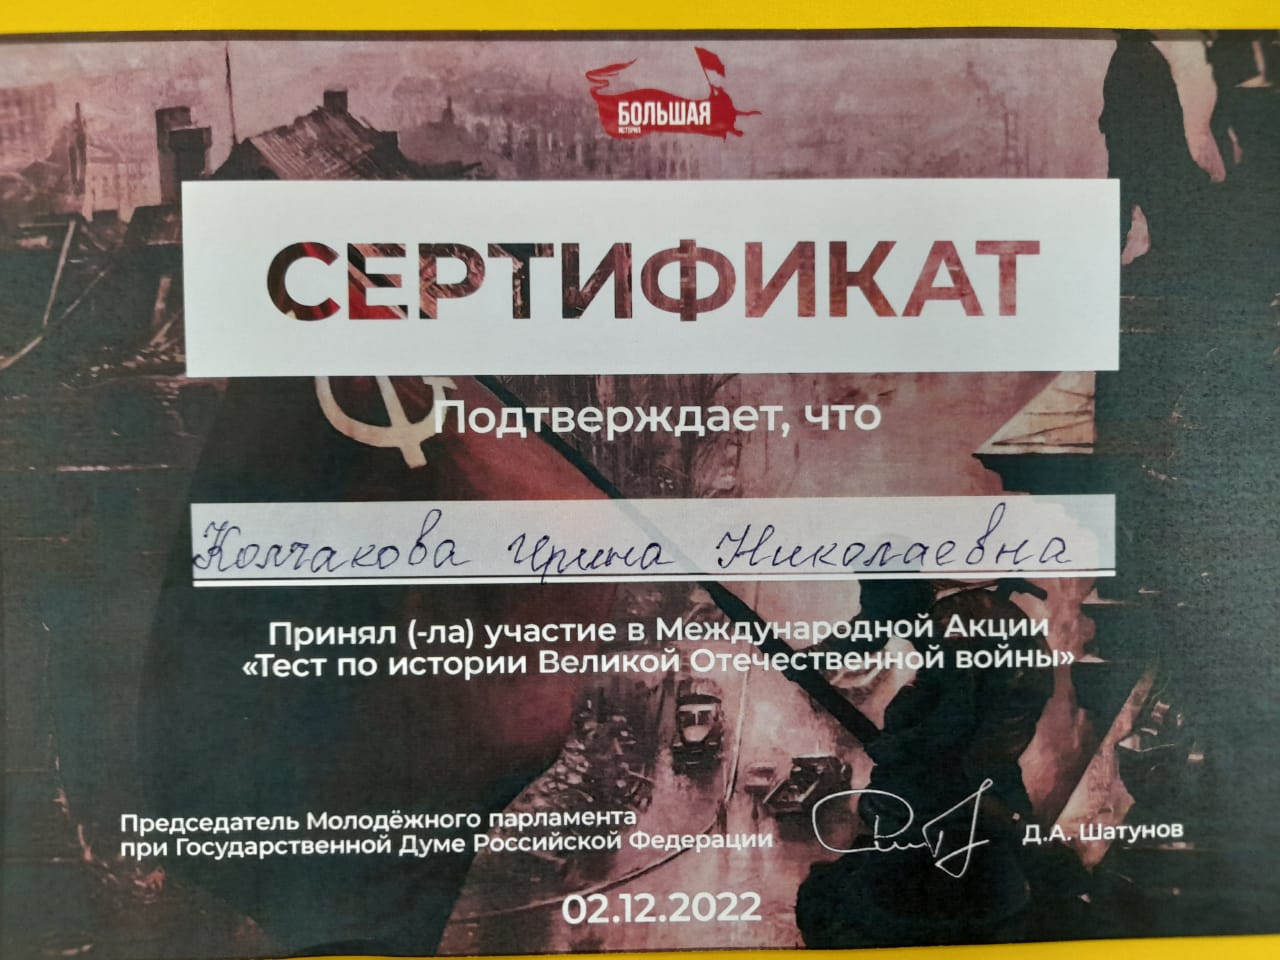 БОЛЬШАЯ
ИСТОРИЯ
СЕРТИФИКАТ
Подтверждает, что
Колчакова Ирина Николаевна
Принял (-ла) участие в Международной Акции
«Тест по истории Великой Отечественной войны»
Председатель Молодёжного парламента
при Государственной Думе Российской Федерации
Д.А. Шатунов
02.12.2022